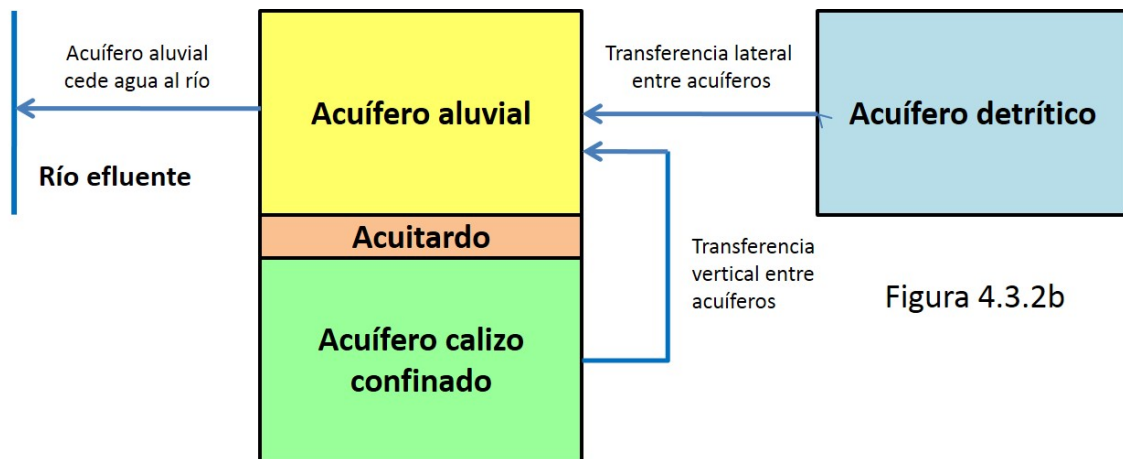 Acuífero aluvial
cede agua al río
Río efluente
Acuífero aluvial
Transferencia lateral
entre acuíferos
Acuífero detrítico
Acuitardo
Transferencia
vertical entre
acuíferos
Acuífero calizo
confinado
Figura 4.3.2b